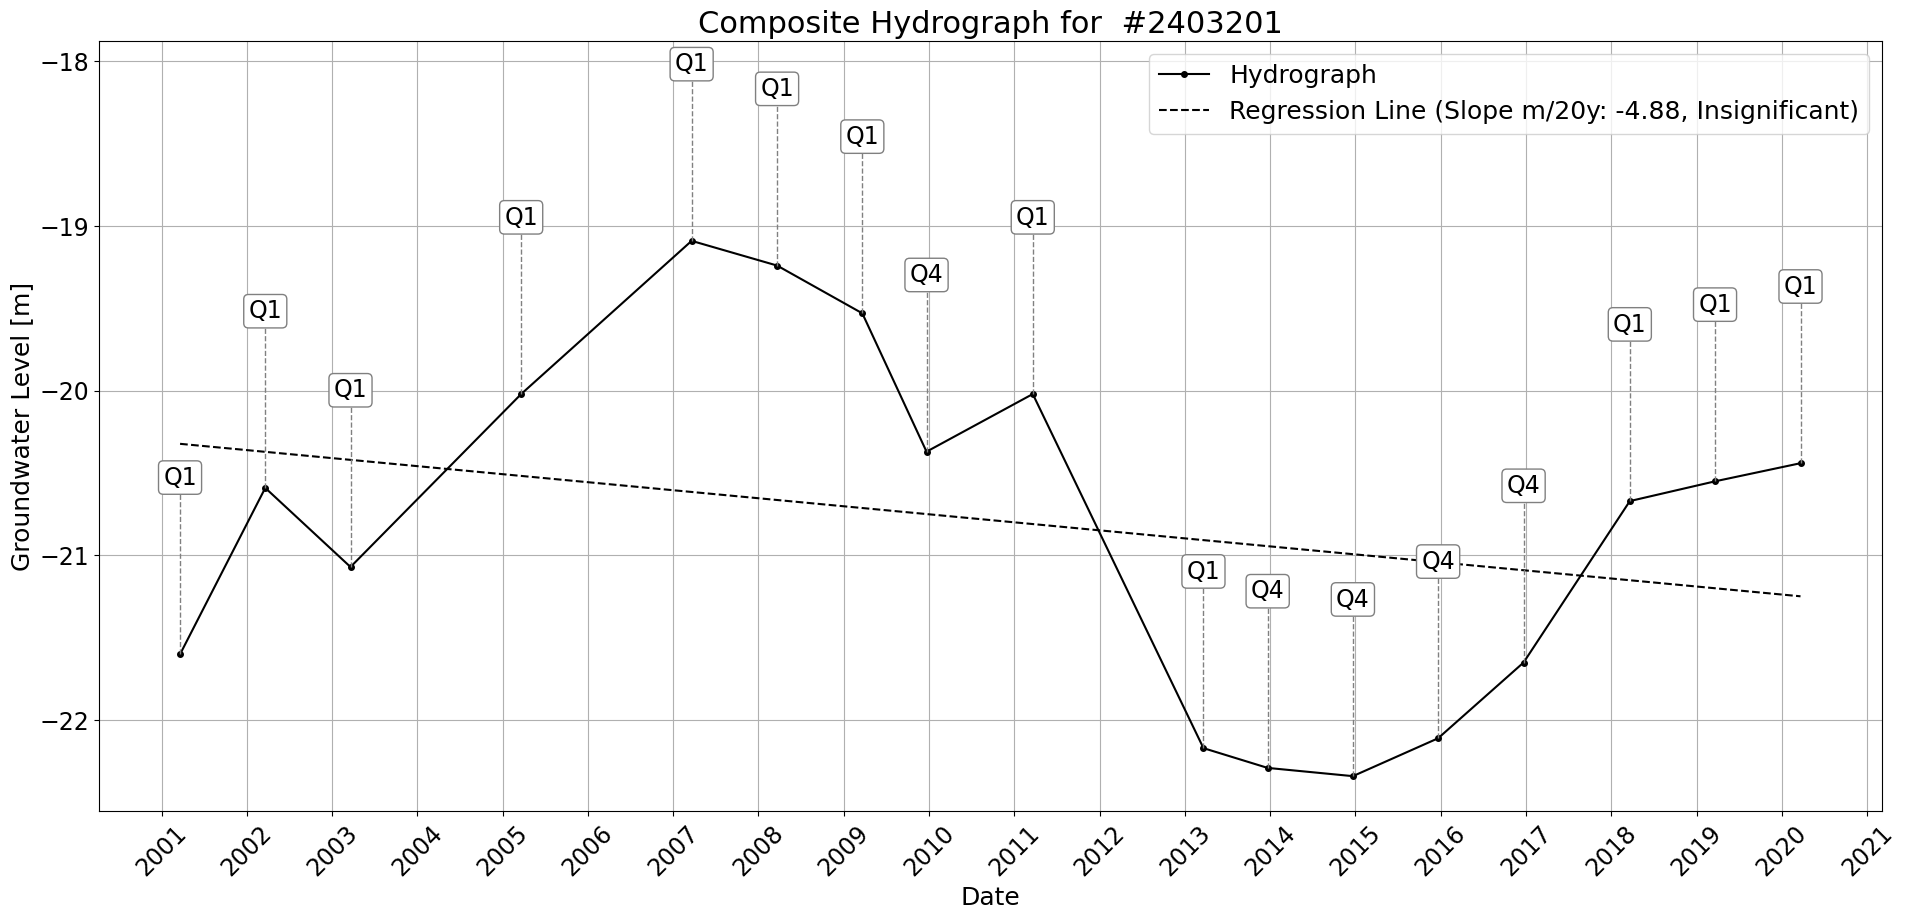 Composite Hydrograph for  #2403201
Hydrograph
Regression Line (Slope m/20y: -4.88, Insignificant)
Groundwater Level [m]
−18
−19
−20
−21
−22
Q1
Q1
Q1
Q1
Q1
Q1
Q1
Q4
Q1
Q1
Q4
Q4
Q4
Q4
Q1
Q1
Q1
2001
2002
2003
2004
2005
2006
2007
2008
2009
2010
2011
2012
2013
2014
2015
2016
2017
2018
2019
2020
2021
Date